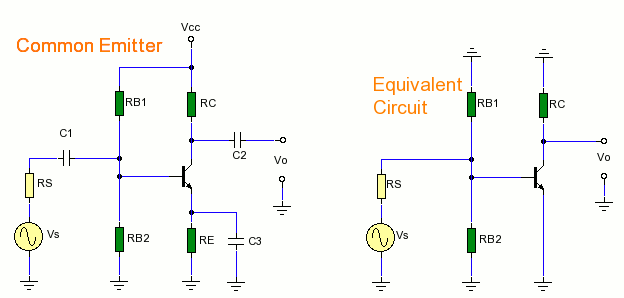 Common Emitter
Vcc
RB1
RC
C1
C2
Vo
RS
Vs
RB2
RE
C3
Equivalent
Circuit
RB1
RC
Vo
RS
Vs
RB2